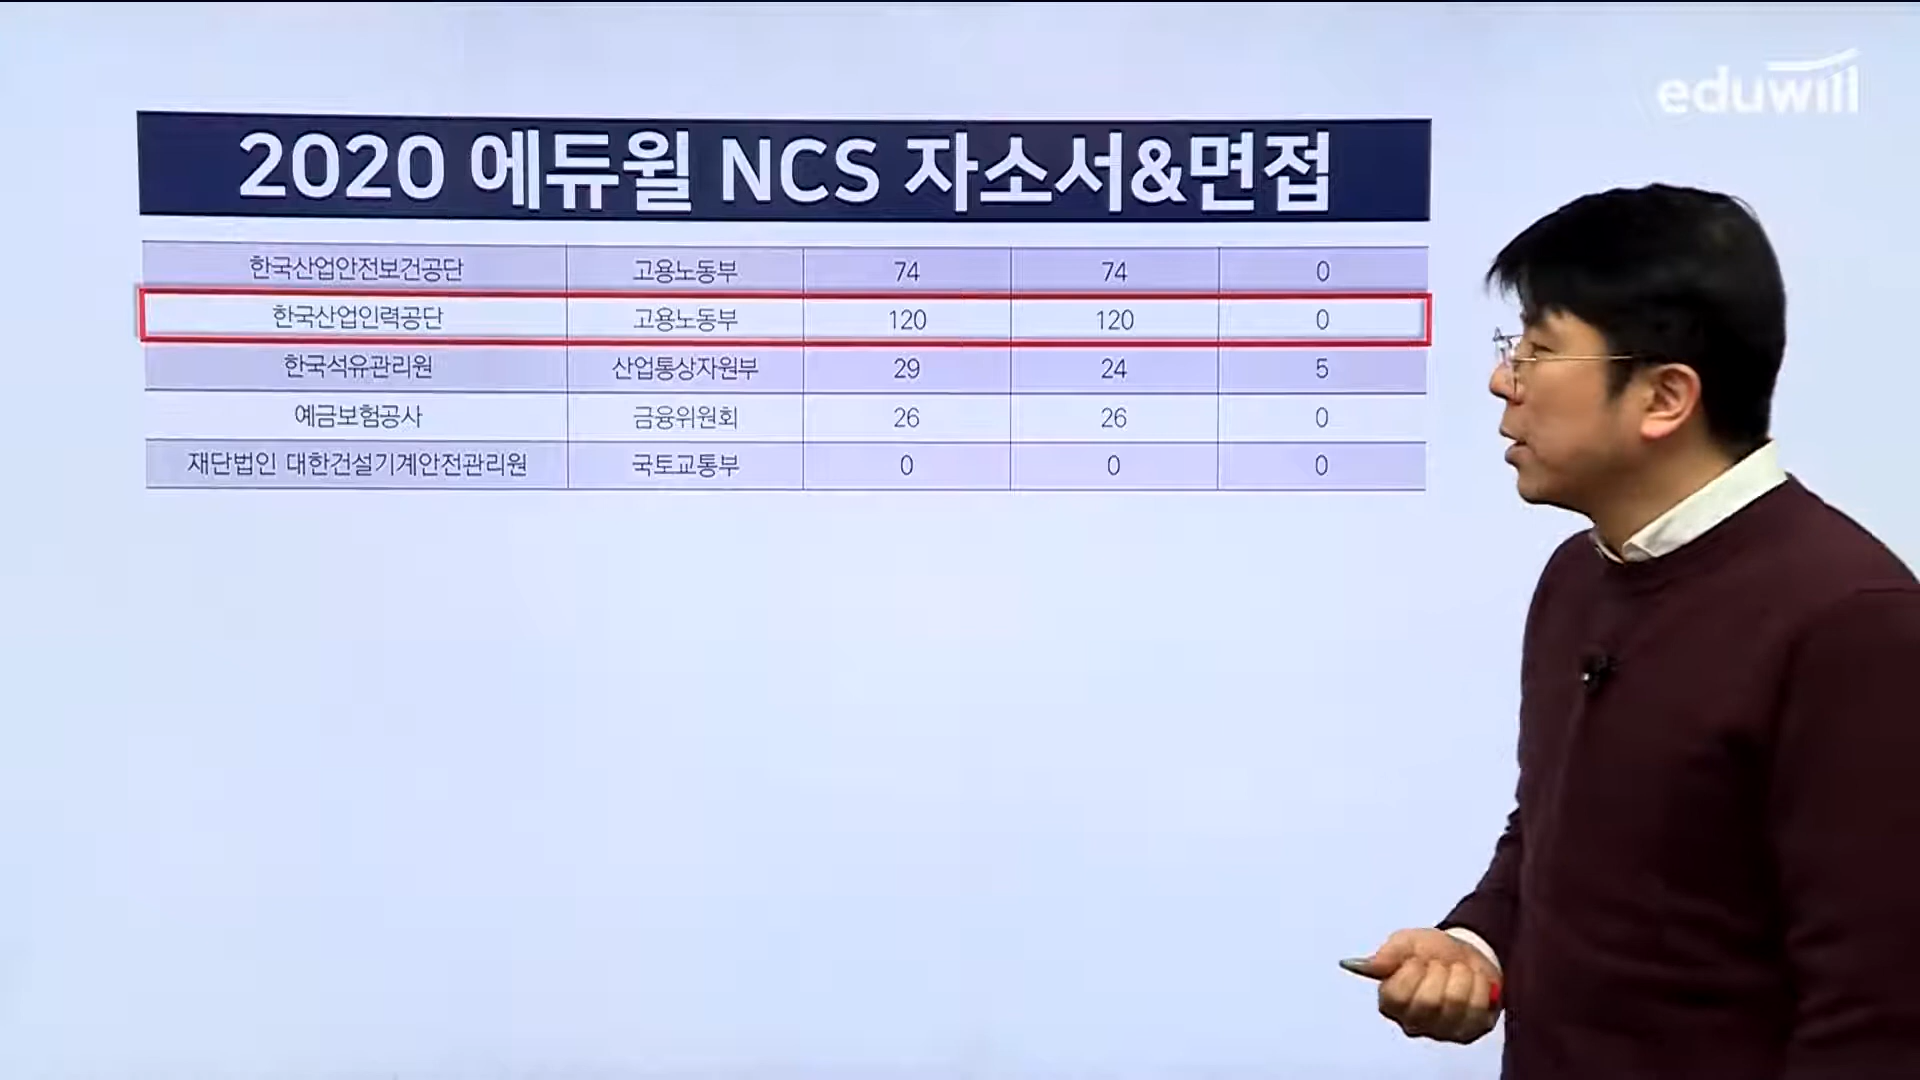 eduwill
2020 에듀윌 NCS 자소서&면접
한국산업안전보건공단 고용노동부 74 74 0
한국산업인력공단 고용노동부 120 120 0
한국석유관리원 산업통상자원부 29 24 5
예금보험공사 금융위원회 26 26 0
재단법인 대한건설기계안전관리원 국토교통부 0 0 0